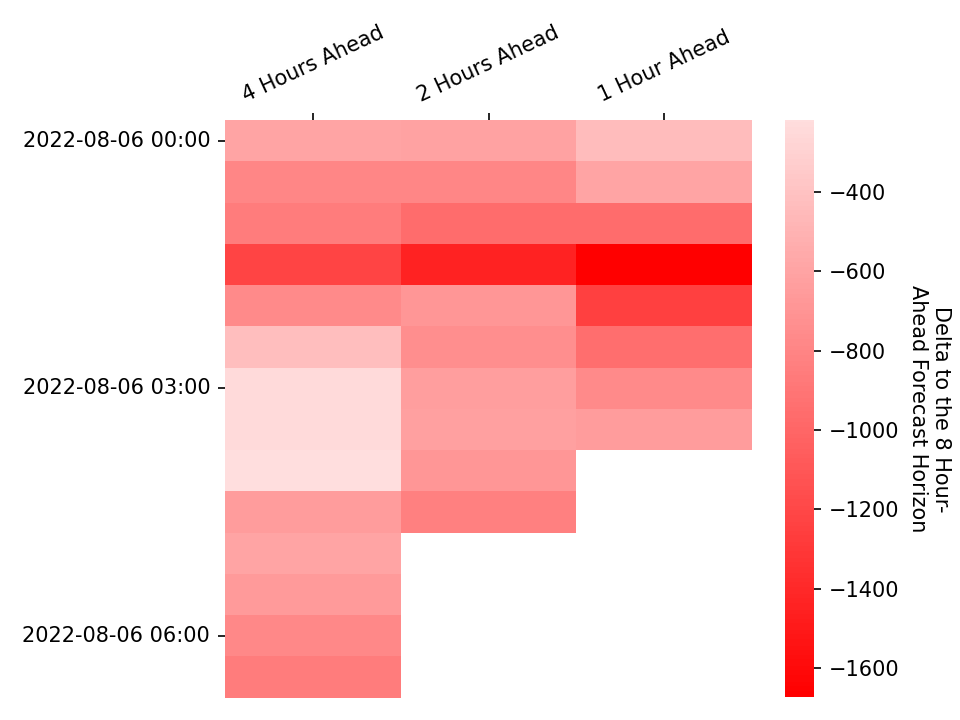 4 Hours Ahead
2 Hours Ahead
1 Hour Ahead
2022-08-06 00:00
2022-08-06 03:00
2022-08-06 06:00
−400
−600
−800
−1000
−1200
−1400
−1600
Delta to the 8 Hour-
Ahead Forecast Horizon